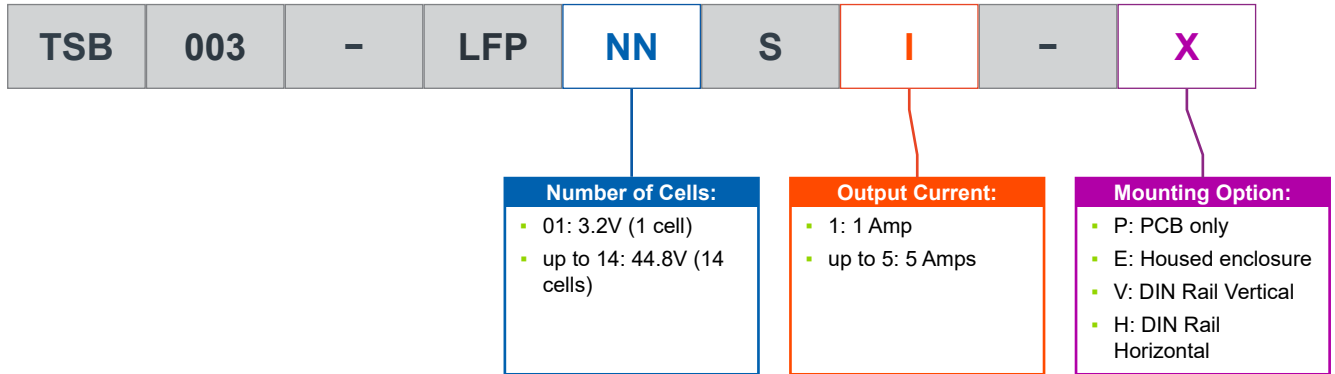 TSB 003 – LFP NN S I – X
Number of Cells:
▪ 01: 3.2V (1 cell)
▪ up to 14: 44.8V (14
cells)
Output Current:
▪ 1: 1 Amp
▪ up to 5: 5 Amps
Mounting Option:
▪ P: PCB only
▪ E: Housed enclosure
▪ V: DIN Rail Vertical
▪ H: DIN Rail
Horizontal